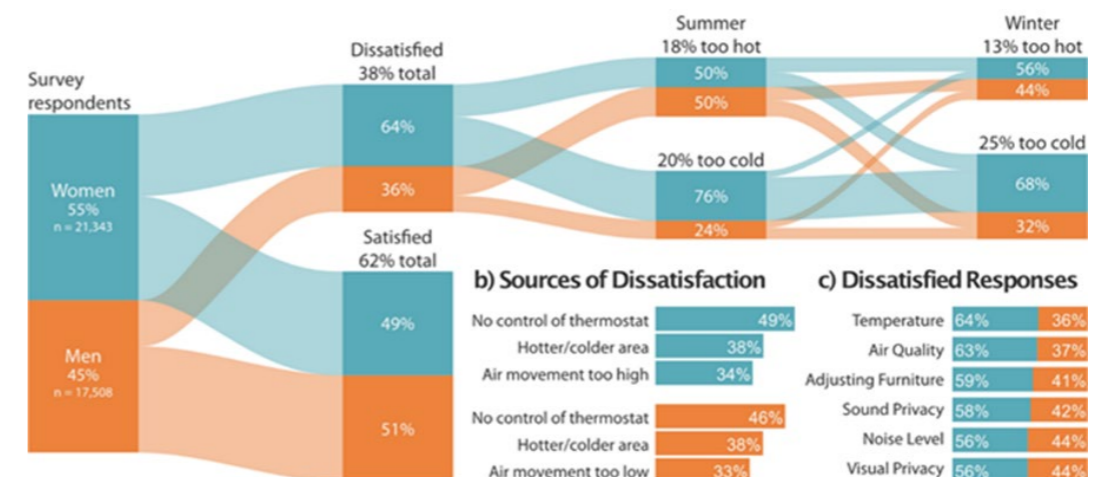 Survey
respondents
Women
55%
n = 21,343
Men
45%
n = 17,508
Dissatisfied
38% total
64%
36%
Satisfied
62% total
49%
51%
Summer
18% too hot
50%
50%
20% too cold
76%
24%
Winter
13% too hot
56%
44%
25% too cold
68%
32%
b) Sources of Dissatisfaction
No control of thermostat 49%
Hotter/colder area 38%
Air movement too high 34%
No control of thermostat 46%
Hotter/colder area 38%
Air movement too low 33%
c) Dissatisfied Responses
Temperature 64% 36%
Air Quality 63% 37%
Adjusting Furniture 59% 41%
Sound Privacy 58% 42%
Noise Level 56% 44%
Visual Privacy 56% 44%